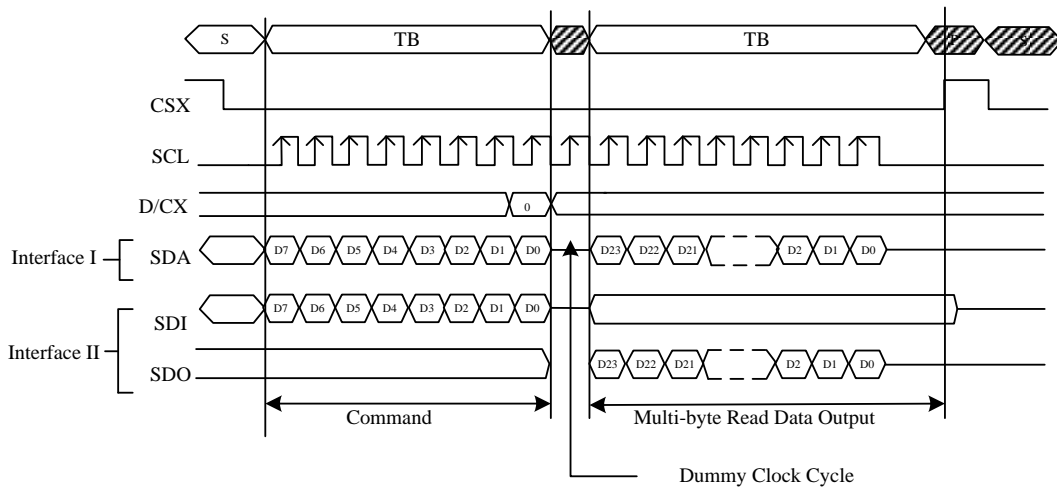 S TB TB
CSX
SCL
D/CX 0
Interface I SDA D7 D6 D5 D4 D3 D2 D1 D0 D23 D22 D21 D2 D1 D0
SDI D7 D6 D5 D4 D3 D2 D1 D0
Interface II
SDO D23 D22 D21 D2 D1 D0
Command Multi-byte Read Data Output
Dummy Clock Cycle